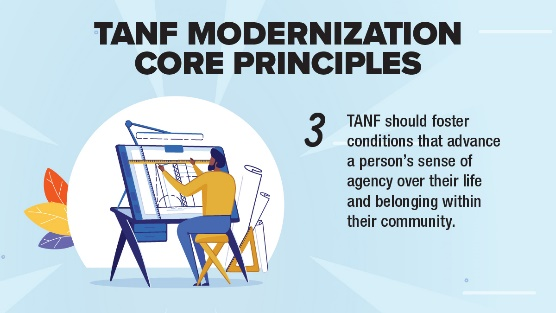 TANF MODERNIZATION
CORE PRINCIPLES
3
TANF should foster
conditions that advance
a person's sense of
agency over their life
and belonging within
their community.